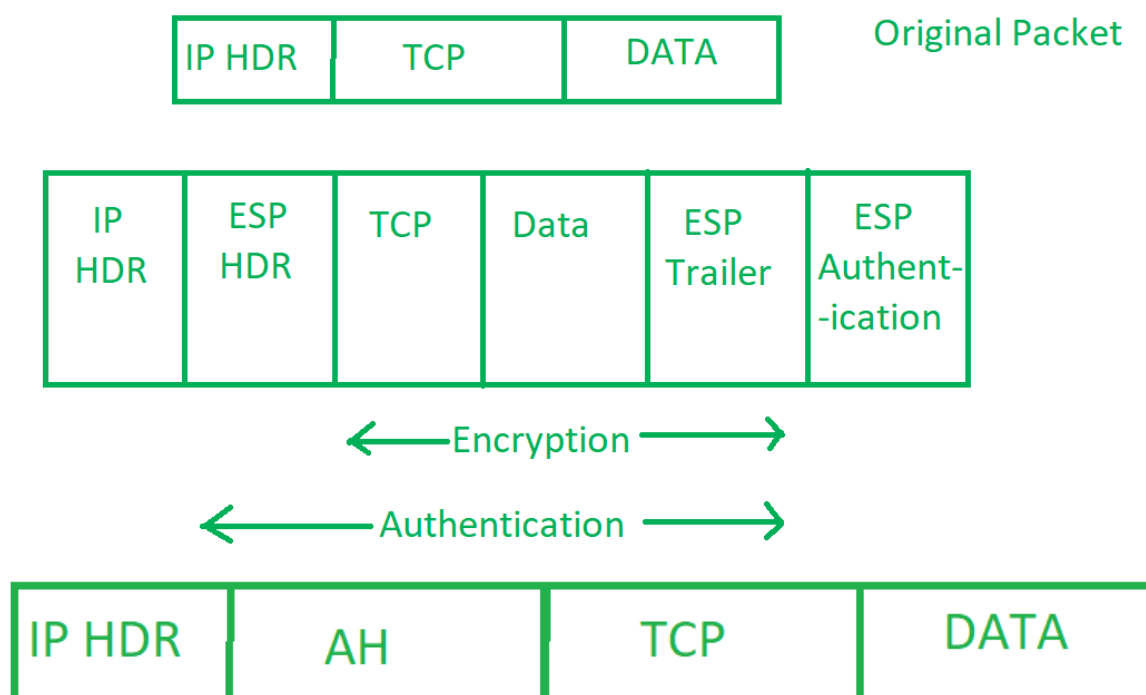 IP HDR TCP DATA Original Packet
IP HDR
ESP HDR
TCP
Data
ESP Trailer
ESP Authent-
-ication
Encryption
Authentication
IP HDR AH TCP DATA